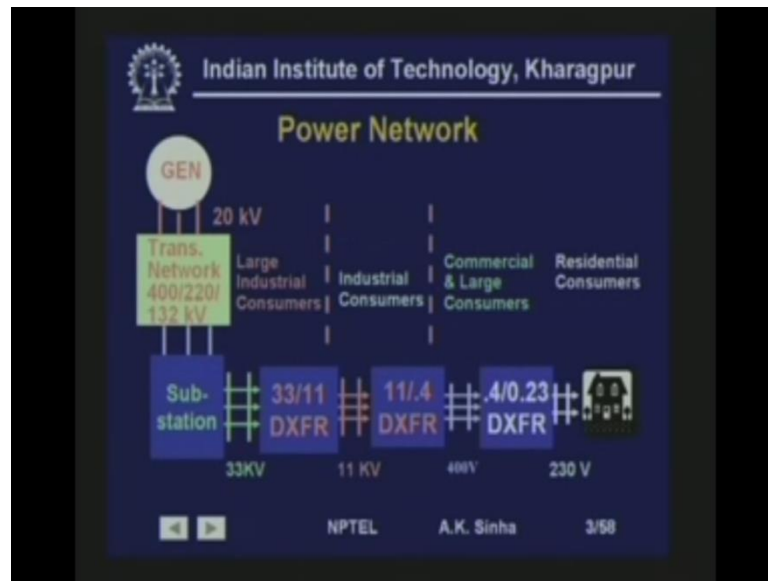 Indian Institute of Technology, Kharagpur
Power Network
GEN
20 kV
Trans.
Network
400/220/
132 kV
Large
Industrial
Consumers
Industrial
Consumers
Commercial
& Large
Consumers
Residential
Consumers
Sub-
station
33/11
DXFR
11/.4
DXFR
.4/0.23
DXFR
33KV
11 KV
400V
230 V
NPTEL
A.K. Sinha
3/58